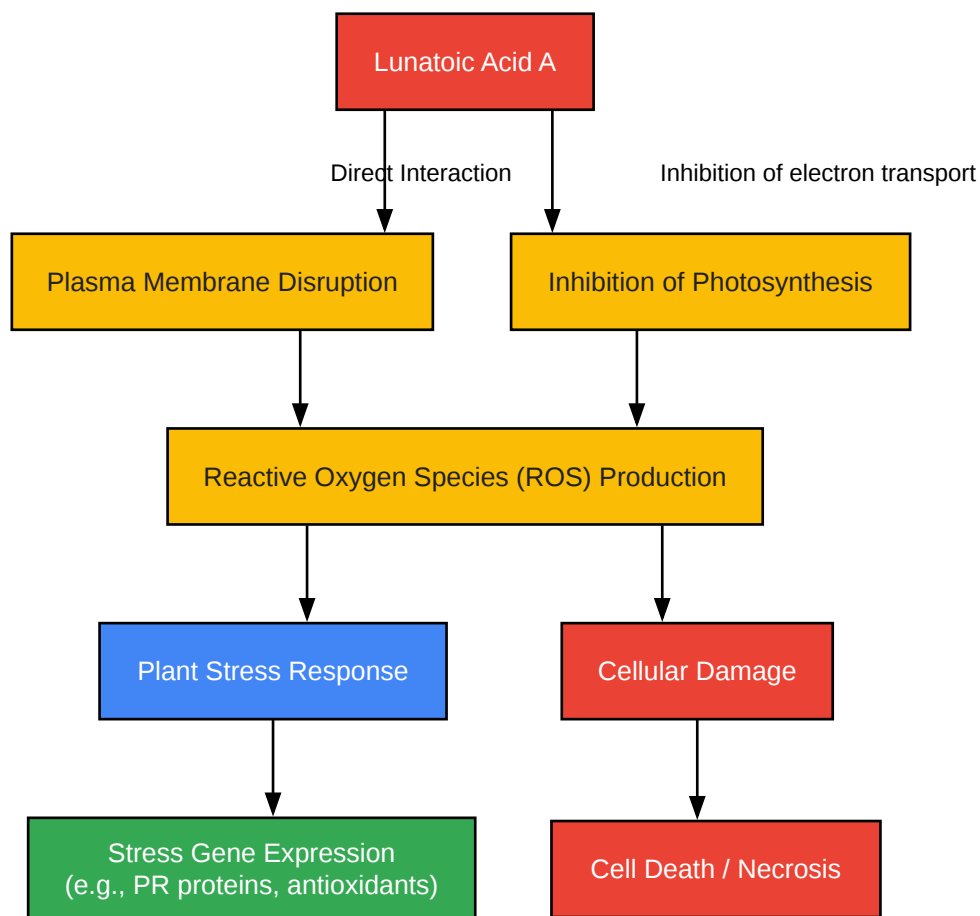 Lunatoic Acid A
Direct Interaction
Inhibition of electron transport
Plasma Membrane Disruption
Inhibition of Photosynthesis
Reactive Oxygen Species (ROS) Production
Plant Stress Response
Cellular Damage
Stress Gene Expression
(e.g., PR proteins, antioxidants)
Cell Death / Necrosis